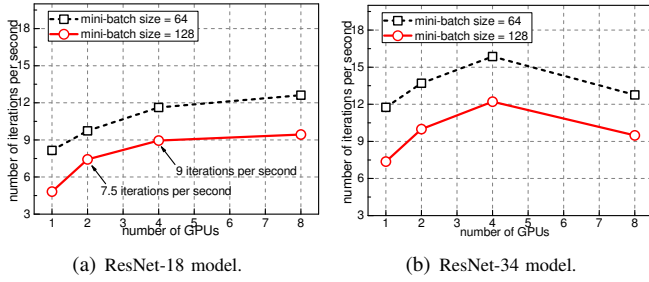 number of iterations per second
18
15
12
9
6
3
mini-batch size = 64
mini-batch size = 128
9 iterations per second
7.5 iterations per second
1 2 3 4 5 6 7 8
number of GPUs
(a) ResNet-18 model.
number of iterations per second
18
15
12
9
6
3
mini-batch size = 64
mini-batch size = 128
1 2 3 4 5 6 7 8
number of GPUs
(b) ResNet-34 model.